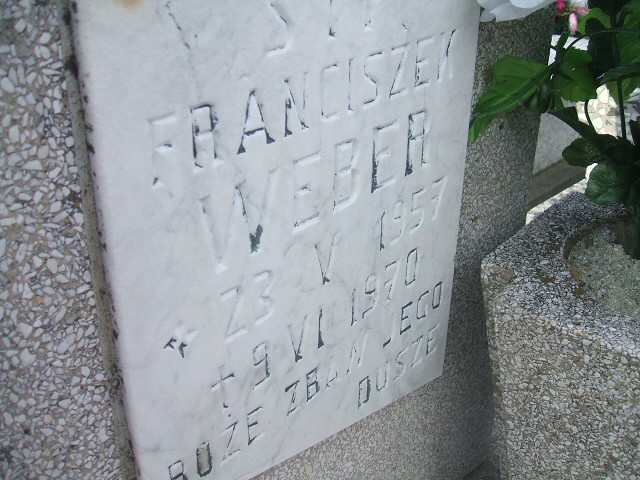 Ś.P.
FRANCISZEK
WEBER
* 23 V 1957
+ 9 VI 1970
BOŻE ZBAW JEGO
DUSZE